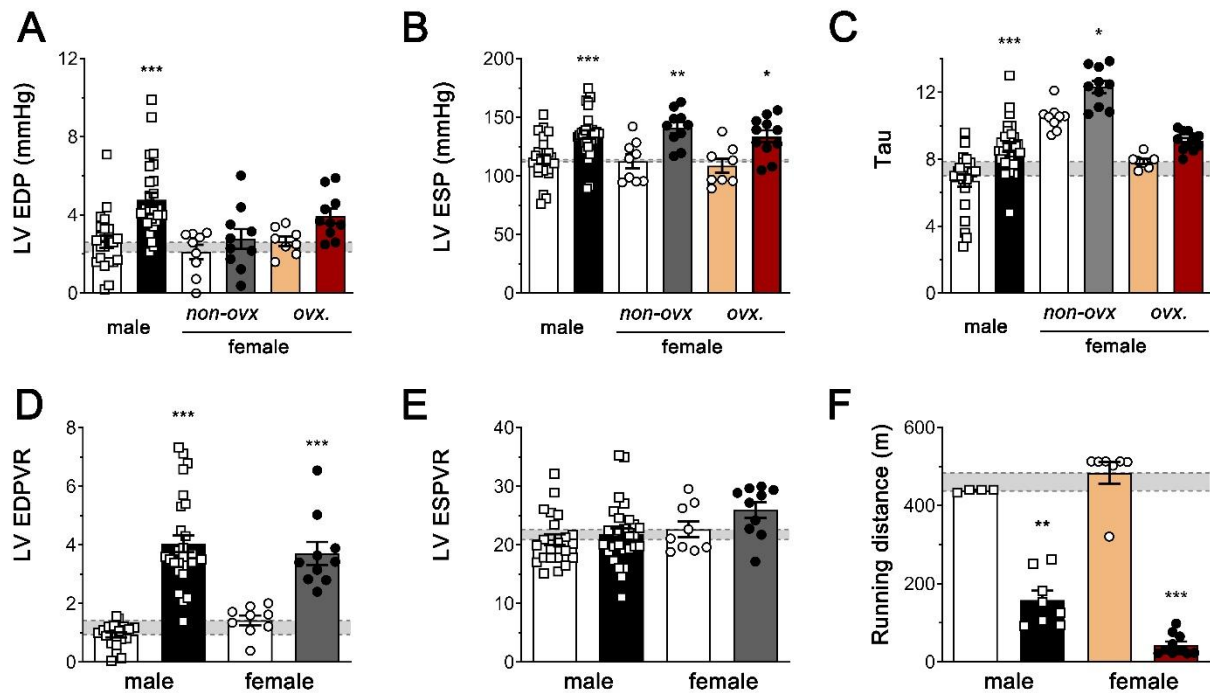 A
B
C
LV EDP (mmHg)
12
8
4
0
***
male
non-ovx
ovx.
female
LV ESP (mmHg)
200
150
100
50
0
***
**
*
male
non-ovx
ovx.
female
Tau
12
8
4
0
***
*
male
non-ovx
ovx.
female
D
E
F
LV EDPVR
8
6
4
2
0
***
***
male
female
LV ESPVR
40
30
20
10
0
male
female
Running distance (m)
600
400
200
0
**
***
male
female